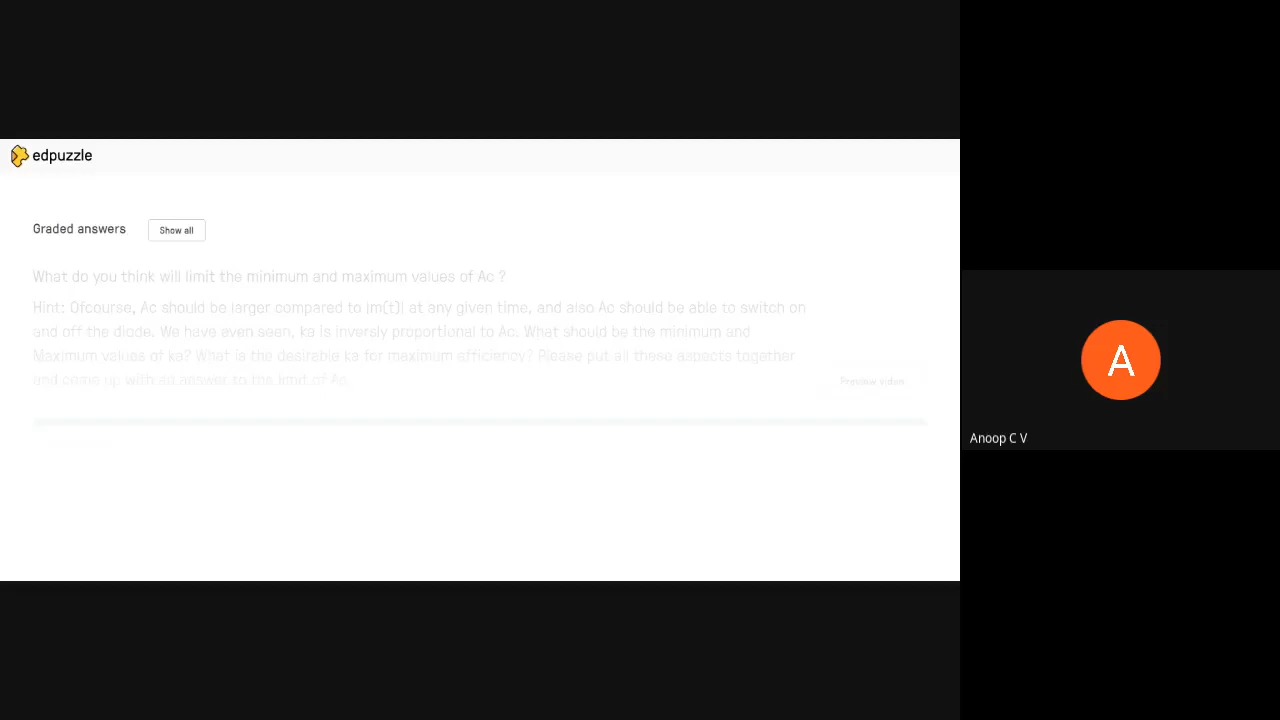 edpuzzle
Graded answers
Show all
What do you think will limit the minimum and maximum values of Ac ?
Hint: Ofcourse, Ac should be larger compared to |m(t)| at any given time, and also Ac should be able to switch on
and off the diode. We have even seen, ka is inversly proportional to Ac. What should be the minimum and
Maximum values of ka? What is the desirable ka for maximum efficiency? Please put all these aspects together
and come up with an answer to the limit of Ac.
Preview video
A
Anoop C V